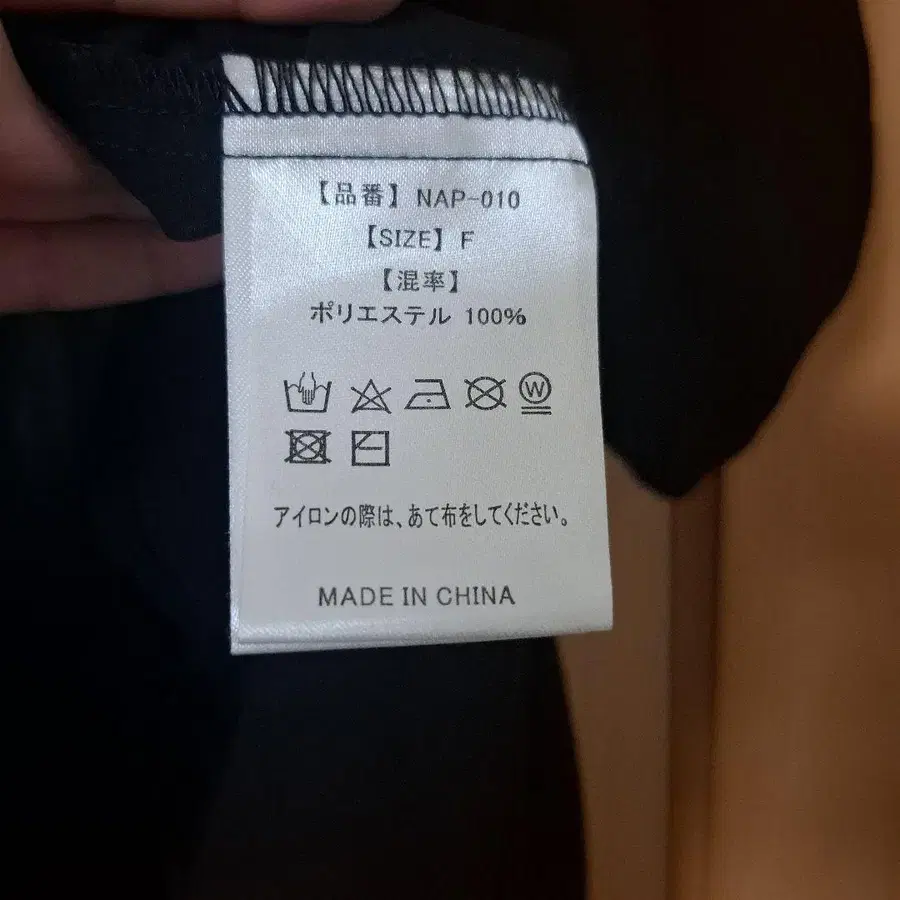 【品番】 NAP-010
【SIZE】 F
【混率】
ポリエステル 100%
W
アイロンの際は、あて布をしてください。
MADE IN CHINA